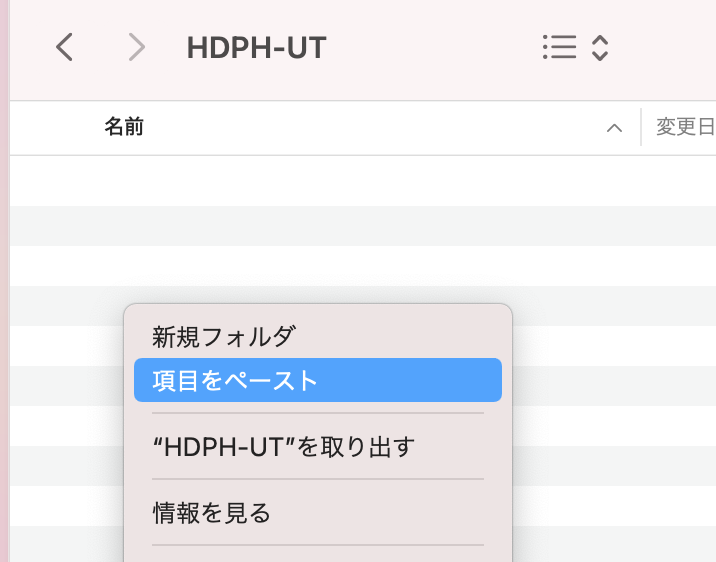 HDPH-UT
名前
変更日
新規フォルダ
項目をペースト
“HDPH-UT”を取り出す
情報を見る